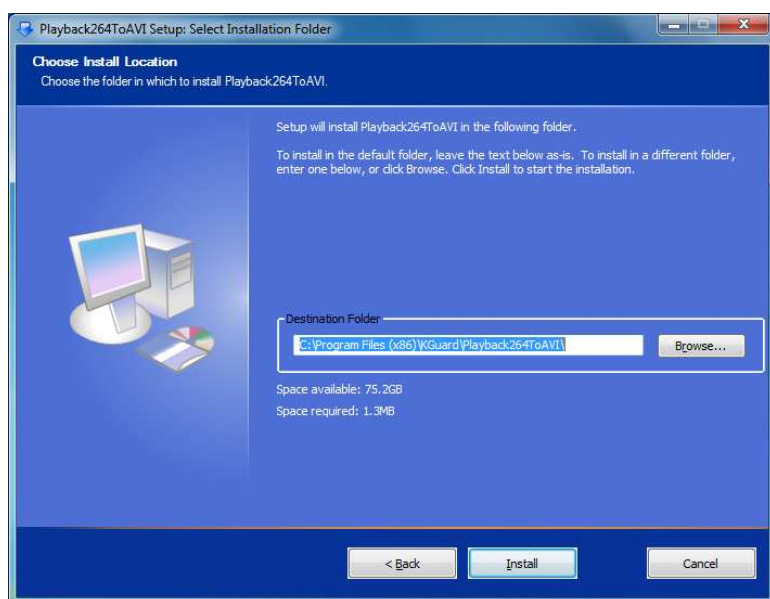 Playback264ToAVI Setup: Select Installation Folder
Choose Install Location
Choose the folder in which to install Playback264ToAVI.
Setup will install Playback264ToAVI in the following folder.
To install in the default folder, leave the text below as-is. To install in a different folder,
enter one below, or click Browse. Click Install to start the installation.
Destination Folder
C:\Program Files (x86)\KGuard\Playback264ToAVI\
Browse...
Space available: 75.2GB
Space required: 1.3MB
< Back
Install
Cancel